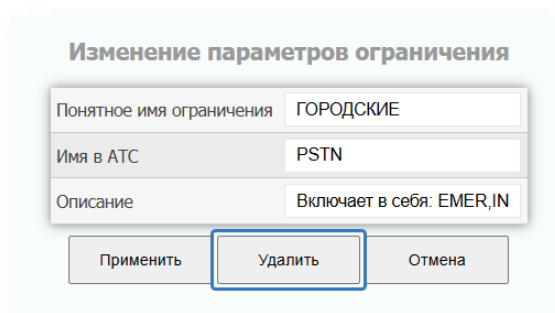 Изменение параметров ограничения
Понятное имя ограничения ГОРОДСКИЕ
Имя в АТС PSTN
Описание Включает в себя: EMER,IN
Применить Удалить Отмена